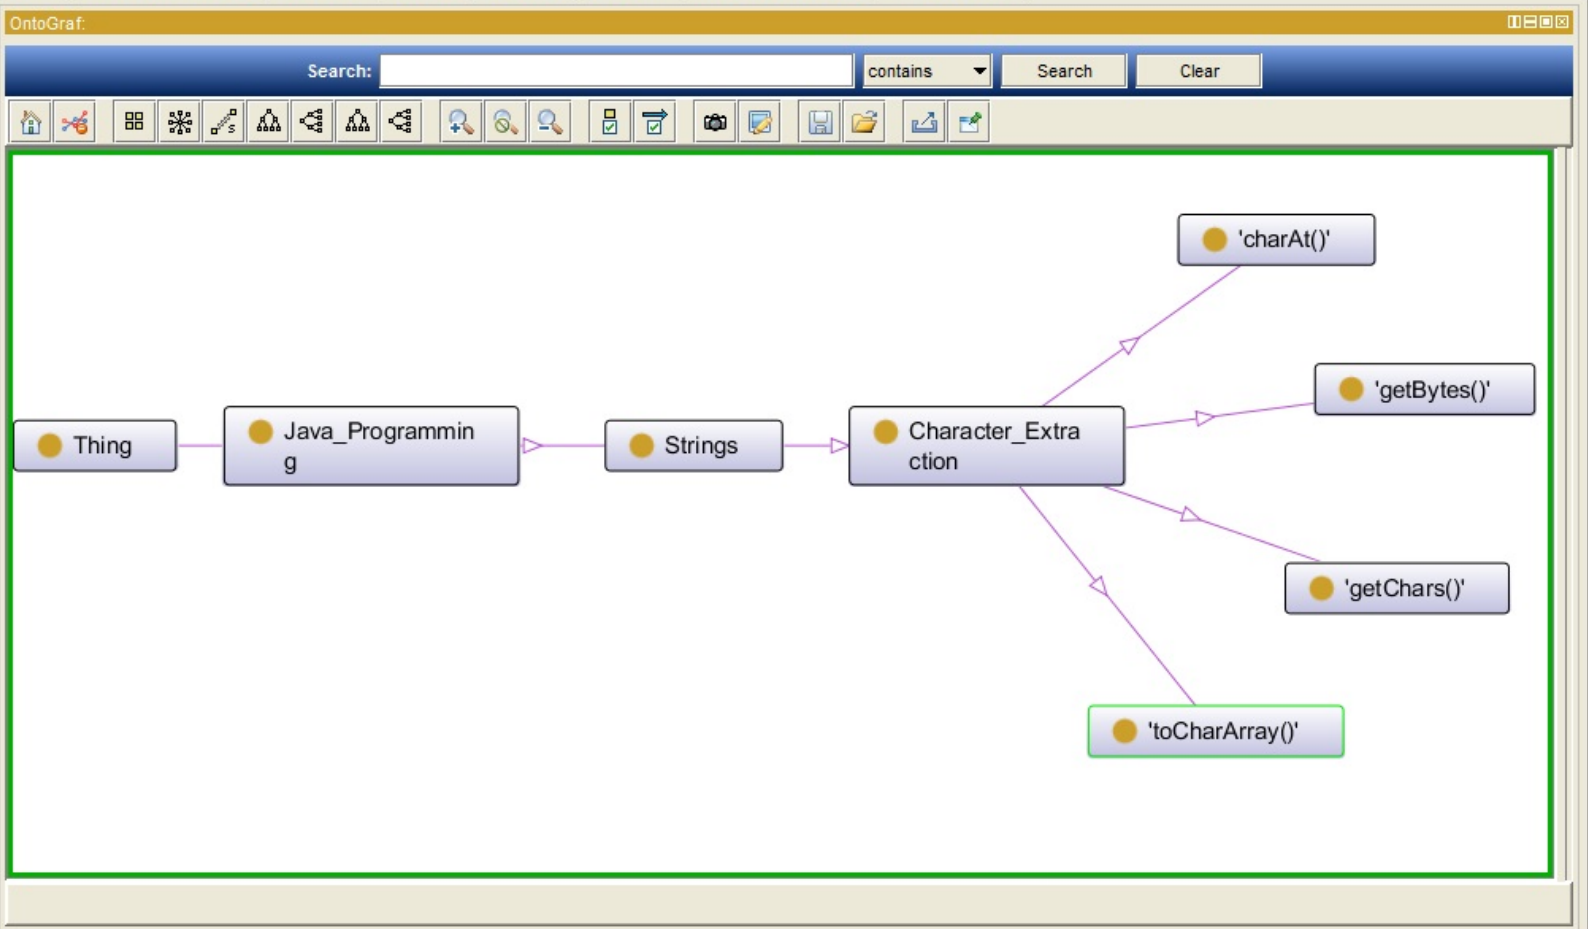 OntoGraf:
Search:
contains
Search
Clear
'charAt()'
'getBytes()'
Thing
Java_Programmin
g
Strings
Character_Extra
ction
'getChars()'
'toCharArray()'